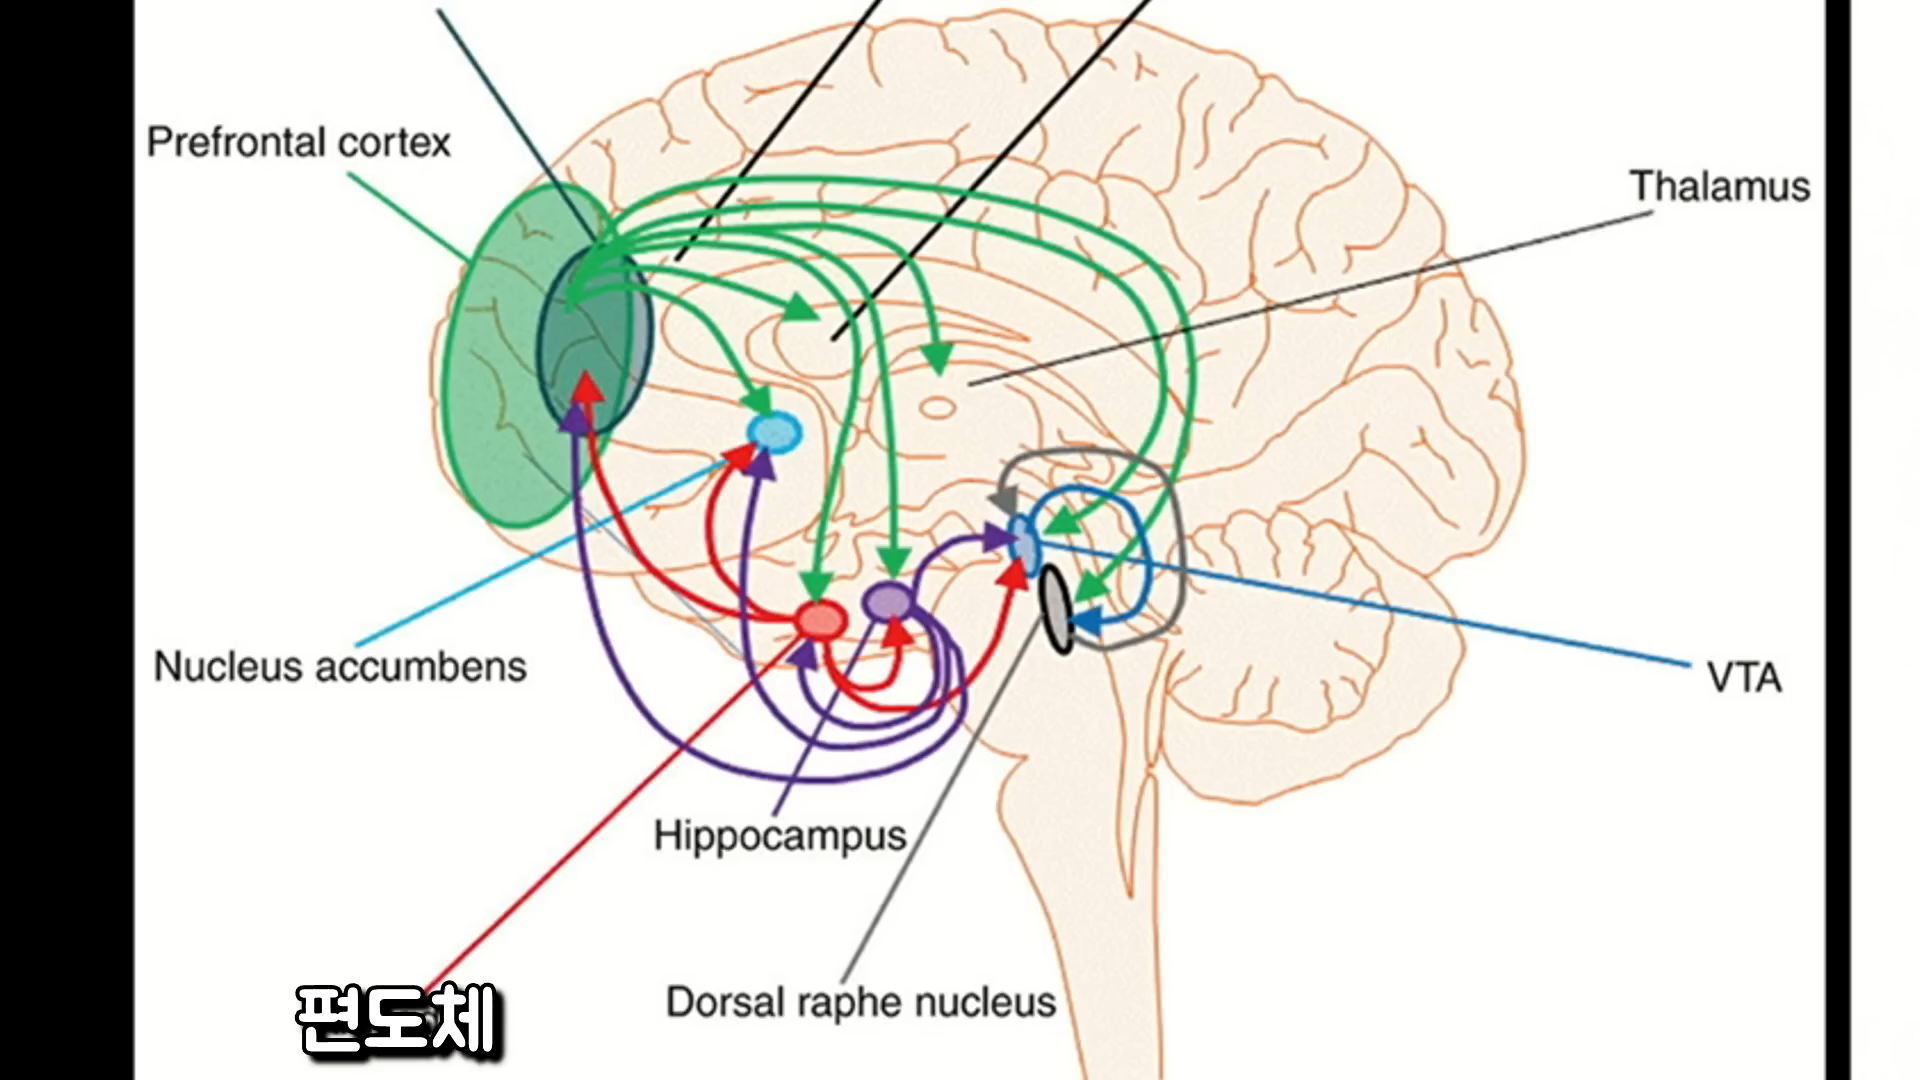 Prefrontal cortex
Thalamus
Nucleus accumbens
VTA
Hippocampus
Dorsal raphe nucleus
편도체